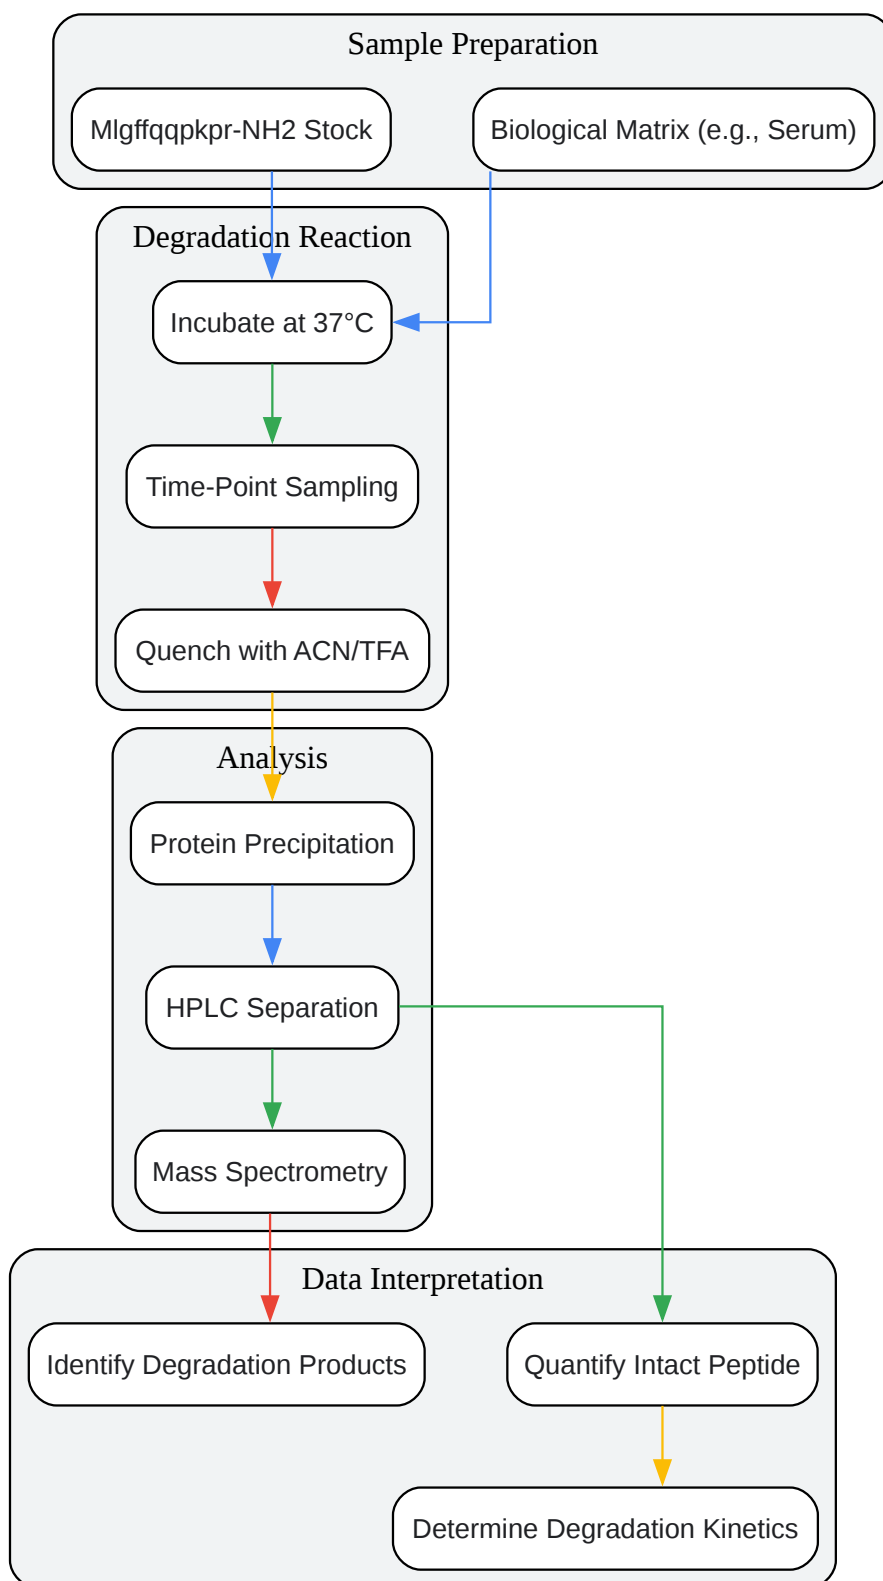 Sample Preparation
Mlgffqqpkpr-NH2 Stock
Biological Matrix (e.g., Serum)
Degradation Reaction
Incubate at 37°C
Time-Point Sampling
Quench with ACN/TFA
Analysis
Protein Precipitation
HPLC Separation
Mass Spectrometry
Data Interpretation
Identify Degradation Products
Quantify Intact Peptide
Determine Degradation Kinetics